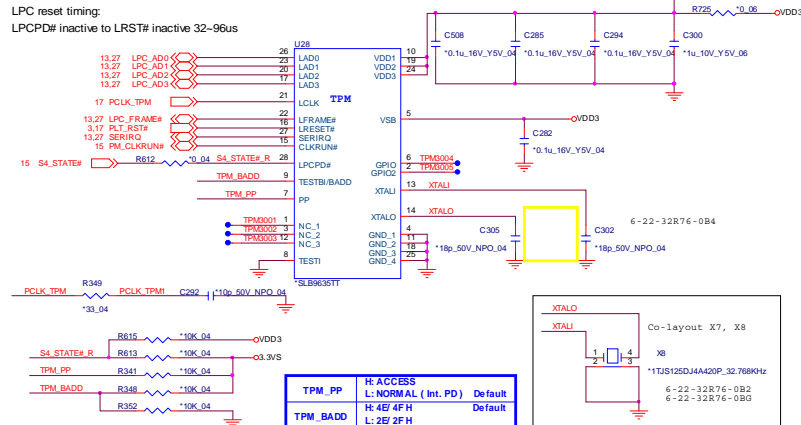 LPC reset timing:
LPCPD# inactive to LRST# inactive 32~96us
R725 *0_06 VDD3
C508 *0.1u_16V_Y5V_04
C285 *0.1u_16V_Y5V_04
C294 *0.1u_16V_Y5V_04
C300 *1u_10V_Y5V_06
U28
TPM
13,27 LPC_AD0 26 LAD0
13,27 LPC_AD1 23 LAD1
13,27 LPC_AD2 20 LAD2
13,27 LPC_AD3 17 LAD3
17 PCLK_TPM 21 LCLK
13,27 LPC_FRAME# 22 LFRAME#
3,17 PLT_RST# 16 LRESET#
13,27 SERIRQ 27 SERIRQ
15 PM_CLKRUN# 15 CLKRUN#
15 S4_STATE# R612 *0_04 S4_STATE#_R 28 LPCPD#
TPM_BADD 9 TESTBI/BADD
TPM_PP 7 PP
TPM3001 1 NC_1
TPM3002 3 NC_2
TPM3003 12 NC_3
8 TESTI
*SLB9635TT
VDD1 10
VDD2 19
VDD3 24
VSB 5 VDD3
C282
*0.1u_16V_Y5V_04
GPIO 6 TPM3004
GPIO2 2 TPM3005
XTALI 13 XTALI
XTALO 14 XTALO
GND_1 4
GND_2 11
GND_3 18
GND_4 25
C305
*18p_50V_NPO_04
C302
*18p_50V_NPO_04
6-22-32R76-0B4
PCLK_TPM R349 *33_04 PCLK_TPM1 C292 *10p_50V_NPO_04
R615 *10K_04 VDD3
S4_STATE#_R R613 *10K_04 3.3VS
TPM_PP R341 *10K_04
TPM_BADD R348 *10K_04
R352 *10K_04
TPM_PP H: ACCESS
L: NORMAL ( Int. PD ) Default
TPM_BADD H: 4E/ 4F H Default
L: 2E/ 2F H
XTALO
XTALI
Co-layout X7, X8
1 4
2 3
X8
*1TJS125DJ4A420P_32.768KHz
6-22-32R76-0B2
6-22-32R76-0BG